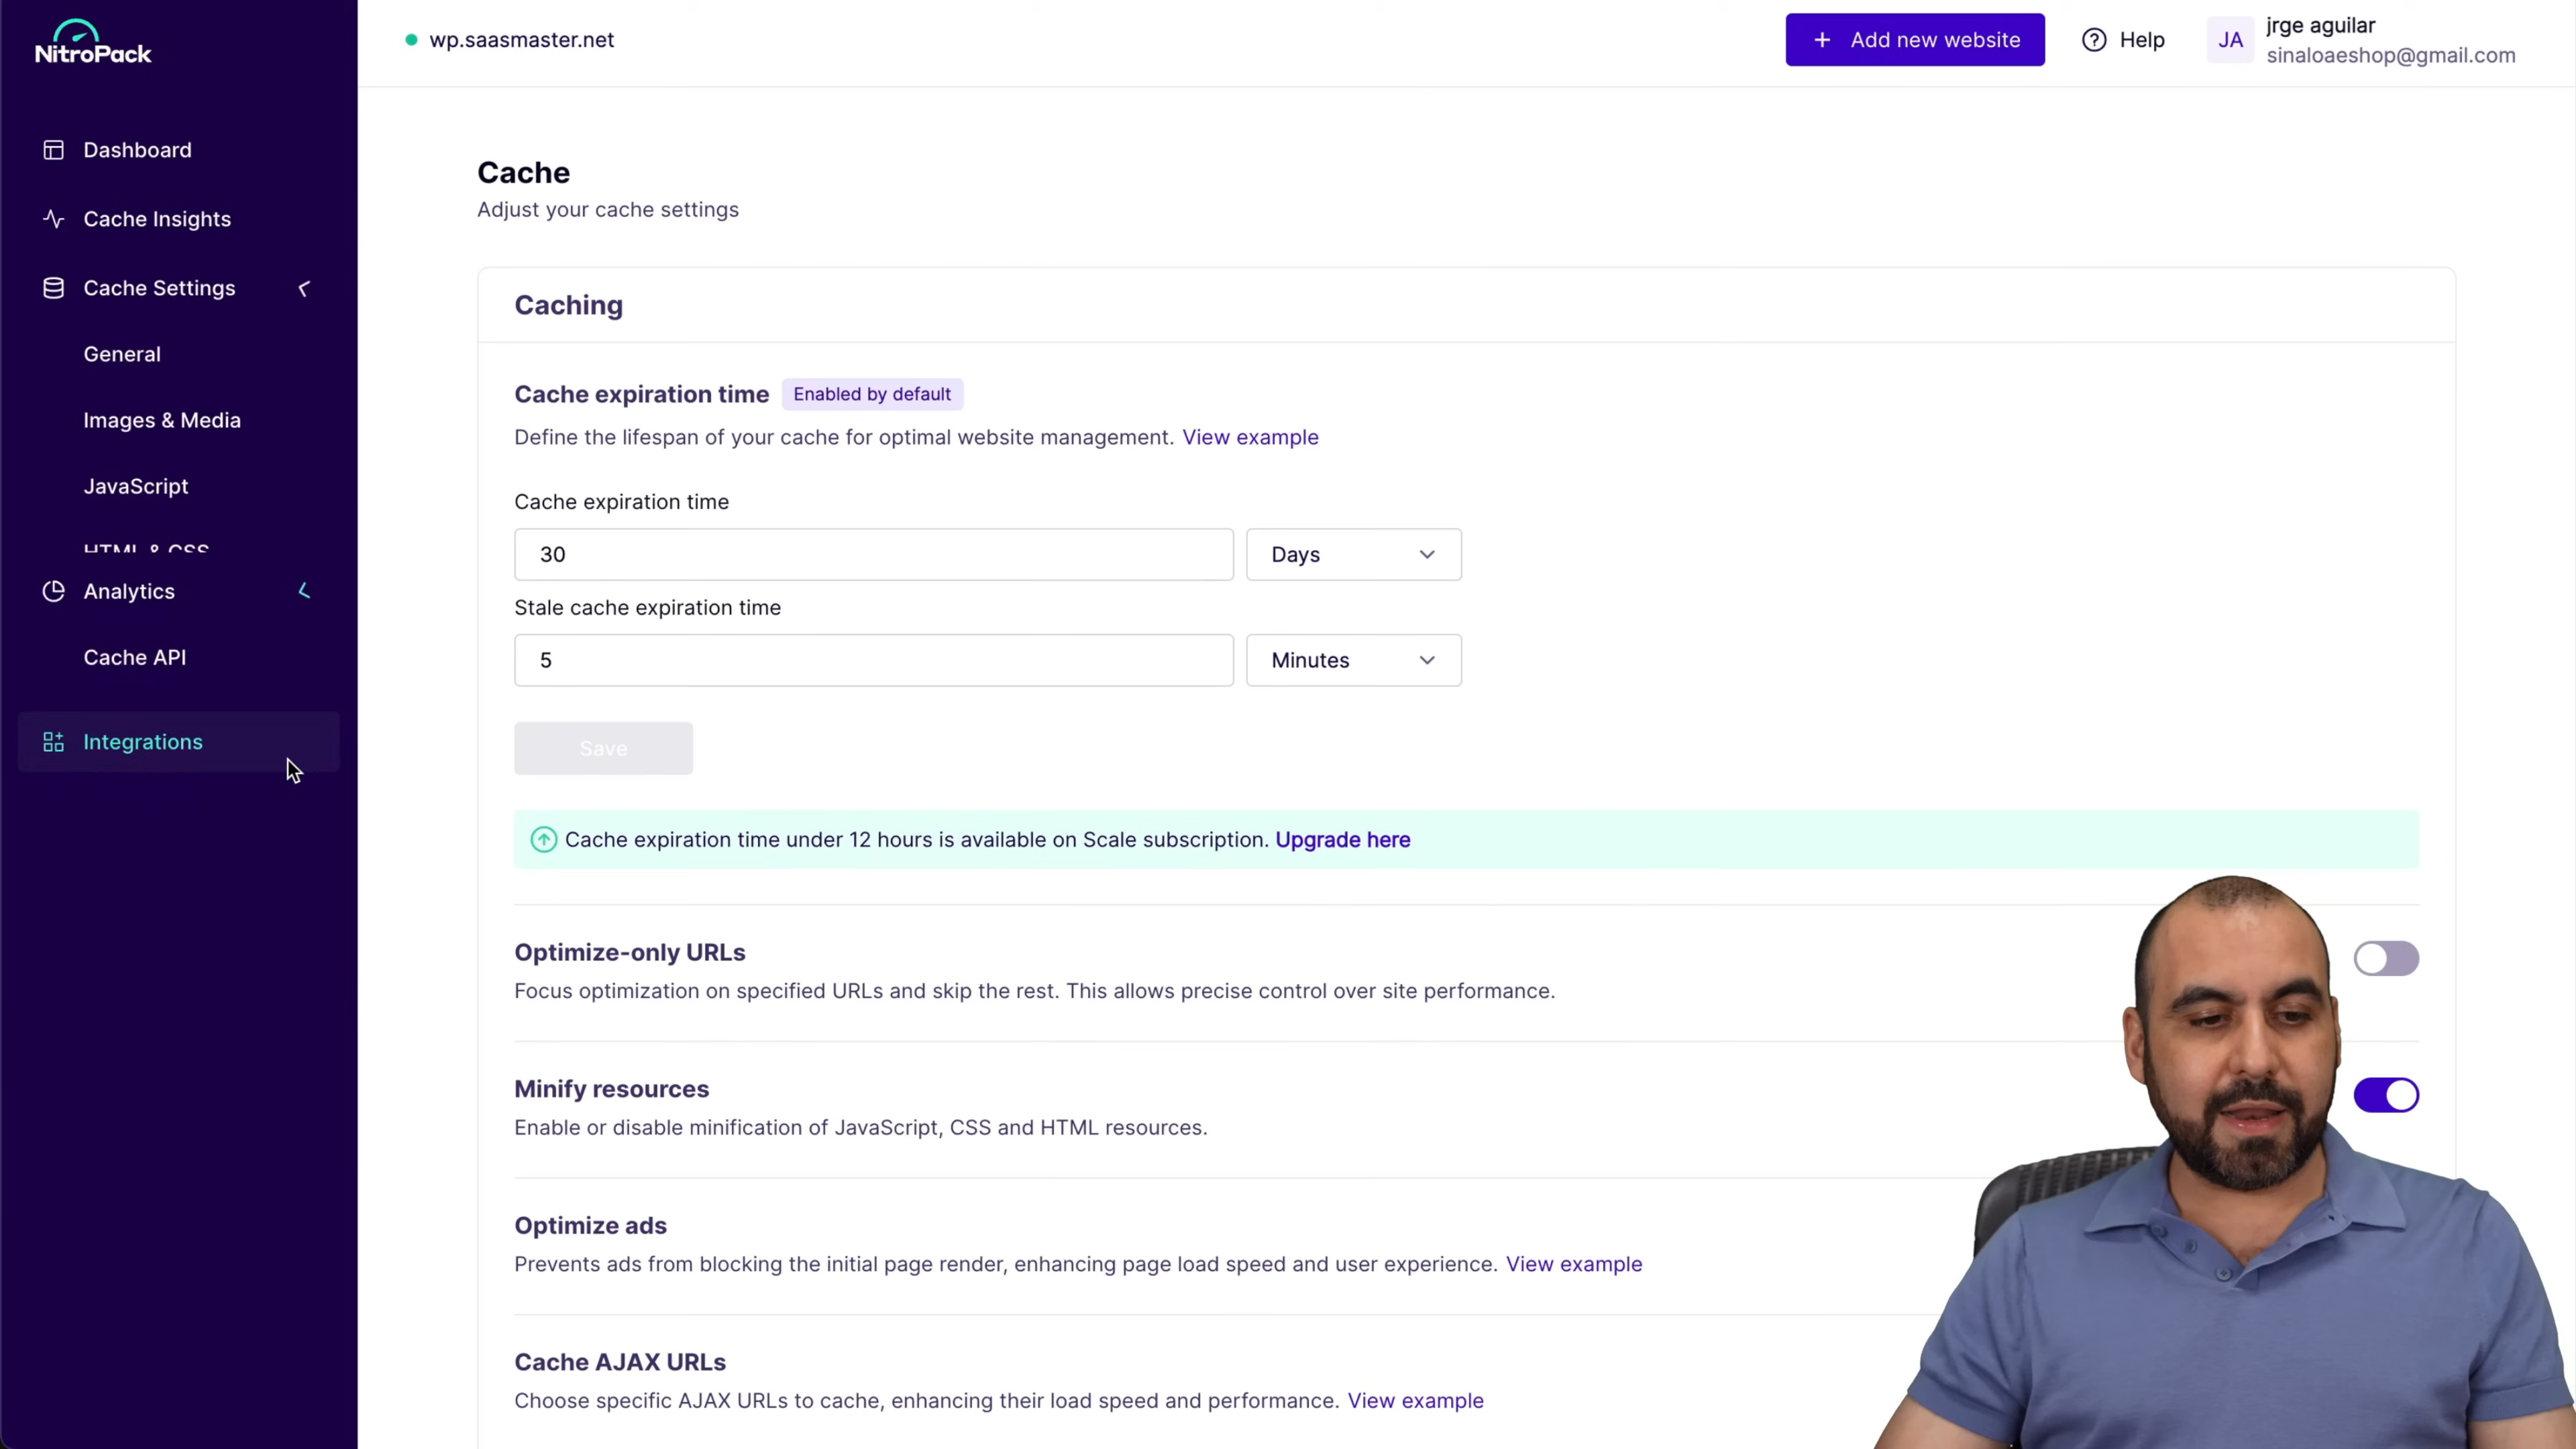 NitroPack
wp.saasmaster.net
+ Add new website
Help
JA
jrge aguilar
sinaloaeshop@gmail.com
Dashboard
Cache Insights
Cache Settings
General
Images & Media
JavaScript
HTML & CSS
Analytics
Cache API
Integrations
Cache
Adjust your cache settings
Caching
Cache expiration time Enabled by default
Define the lifespan of your cache for optimal website management. View example
Cache expiration time
30 Days
Stale cache expiration time
5 Minutes
Save
Cache expiration time under 12 hours is available on Scale subscription. Upgrade here
Optimize-only URLs
Focus optimization on specified URLs and skip the rest. This allows precise control over site performance.
Minify resources
Enable or disable minification of JavaScript, CSS and HTML resources.
Optimize ads
Prevents ads from blocking the initial page render, enhancing page load speed and user experience. View example
Cache AJAX URLs
Choose specific AJAX URLs to cache, enhancing their load speed and performance. View example